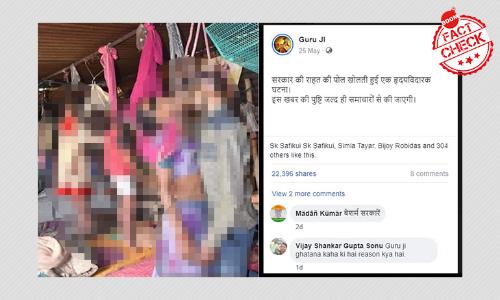 BOOM
FACT
CHECK
Guru JI
25 May
सरकार की राहत की पोल खोलती हुई एक हृदयविदारक
घटना।
इस खबर की पुष्टि जल्द ही समाचारों से की जाएगी।
Sk Safikul Sk Safikul, Simla Tayar, Bijoy Robidas and 304
others like this.
22,396 shares
8 comments
View 2 more comments
Madāñ Kúmàr बेशर्म सरकारें
2d
Vijay Shankar Gupta Sonu Guru ji
ghatana kaha ki hai reason kya hai.
1d